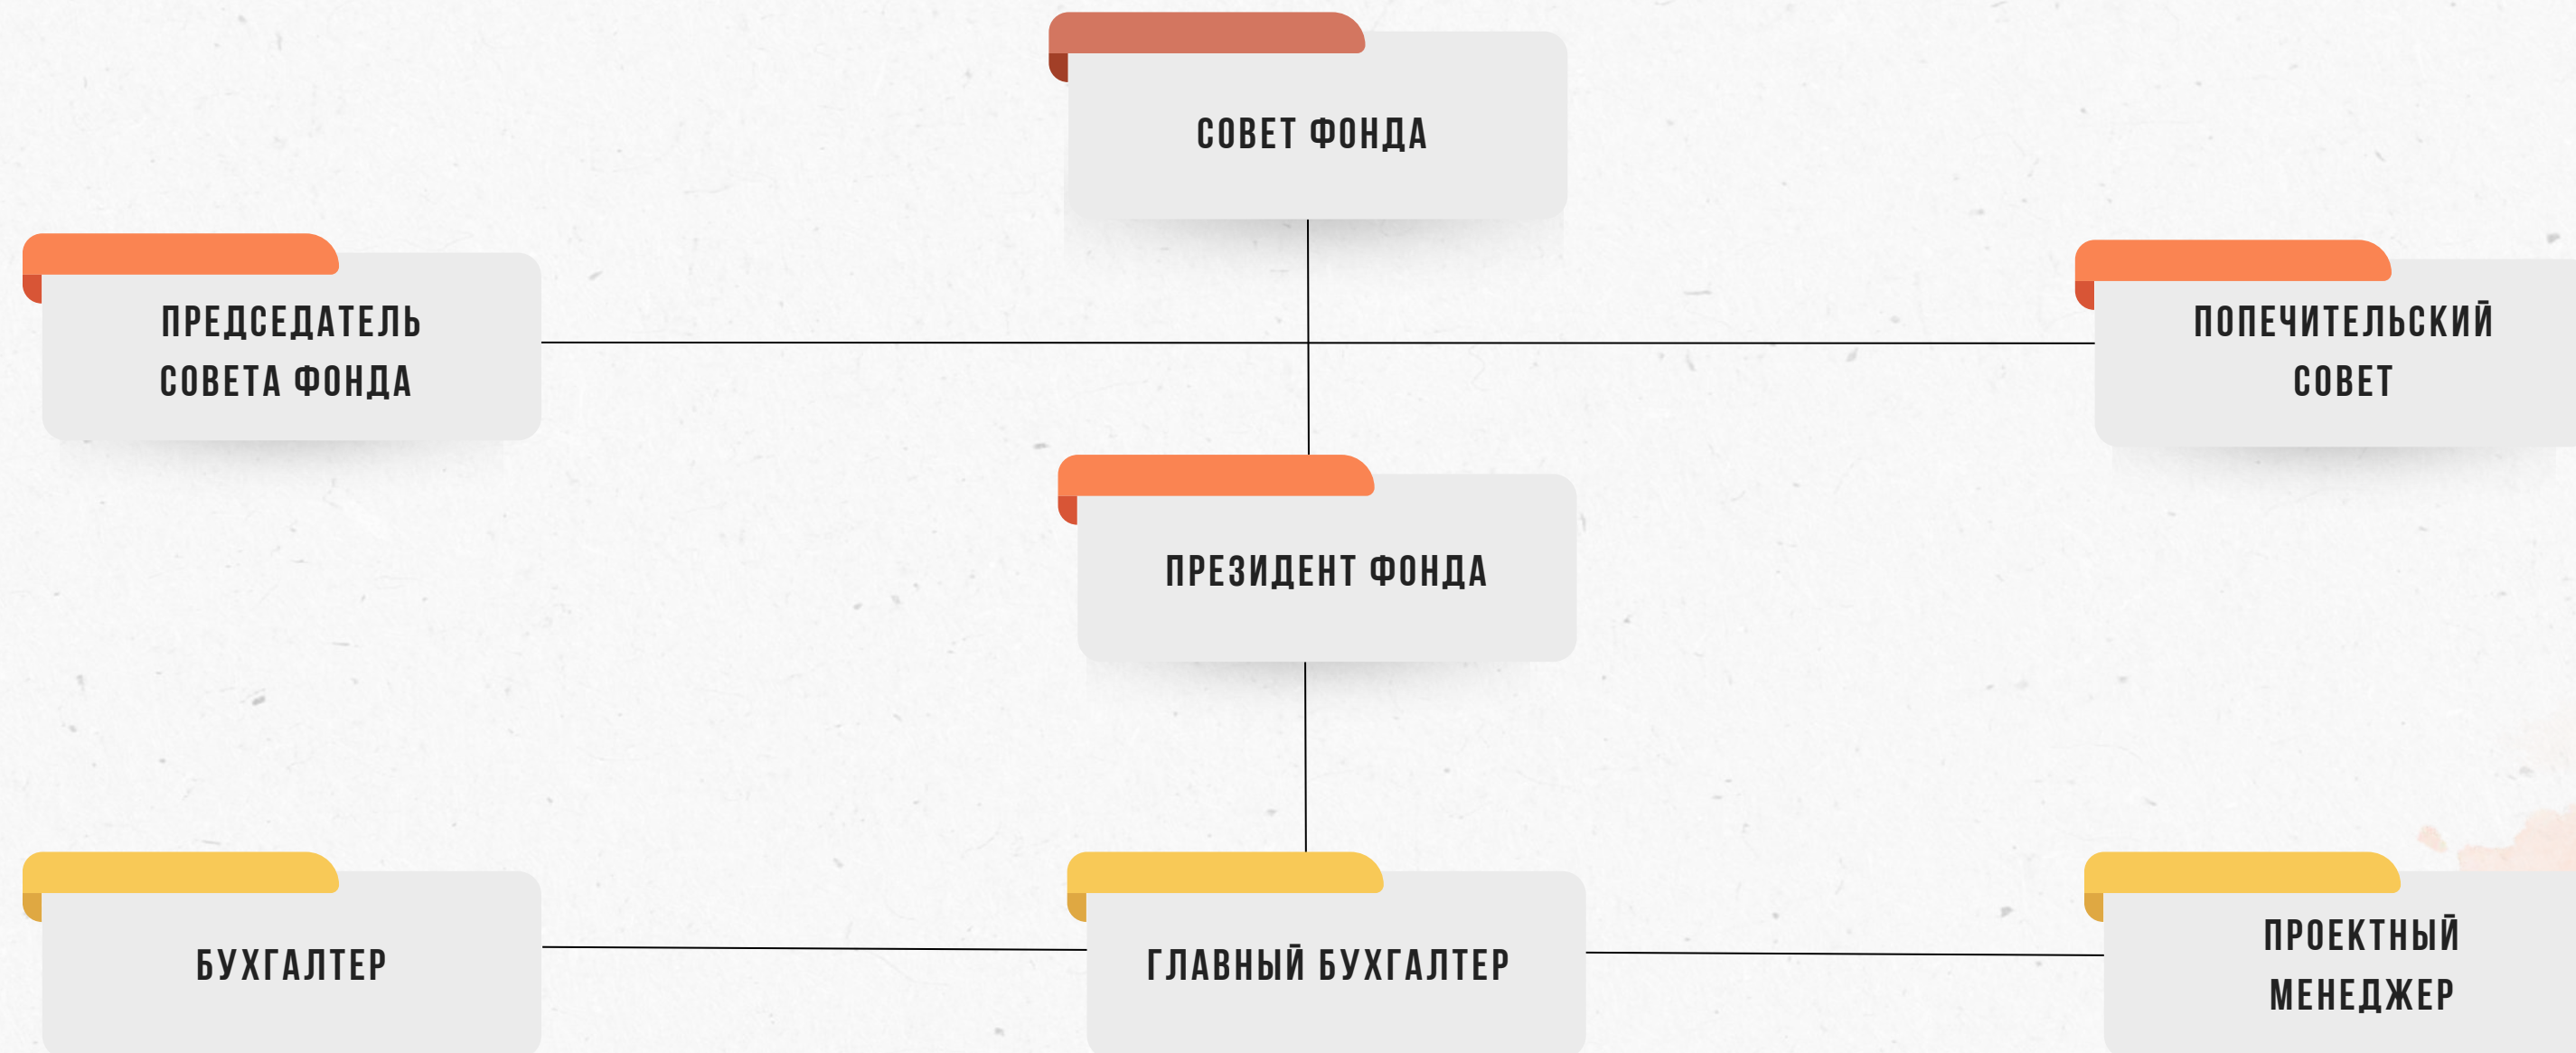 СОВЕТ ФОНДА
ПРЕДСЕДАТЕЛЬ
СОВЕТА ФОНДА
ПОПЕЧИТЕЛЬСКИЙ
СОВЕТ
ПРЕЗИДЕНТ ФОНДА
БУХГАЛТЕР
ГЛАВНЫЙ БУХГАЛТЕР
ПРОЕКТНЫЙ
МЕНЕДЖЕР